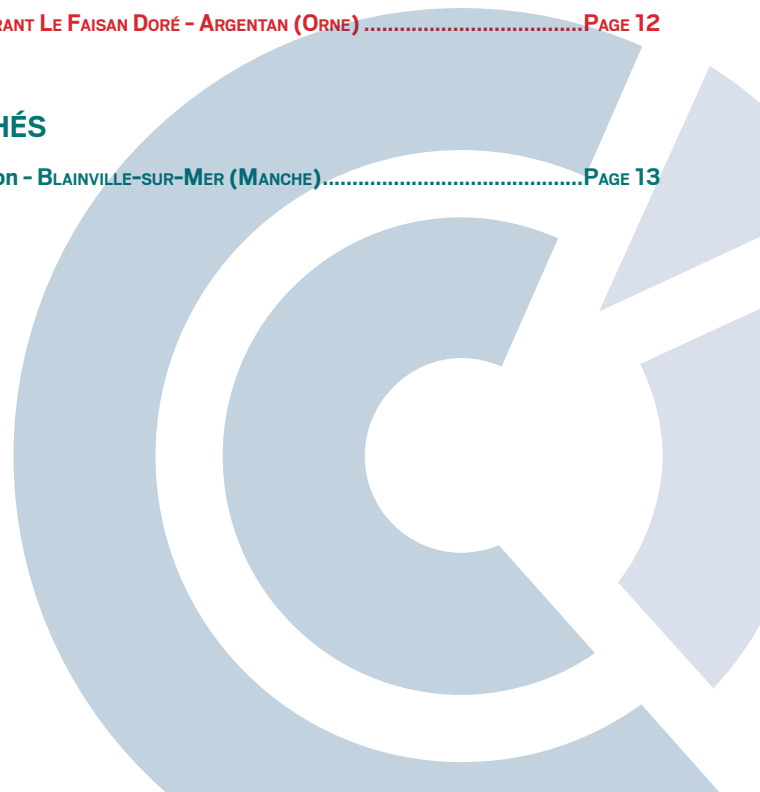 RANT LE FAISAN DORÉ - ARGENTAN (ORNE) .....................................PAGE 12
HÉS
on - BLAINVILLE-SUR-MER (MANCHE)............................................PAGE 13